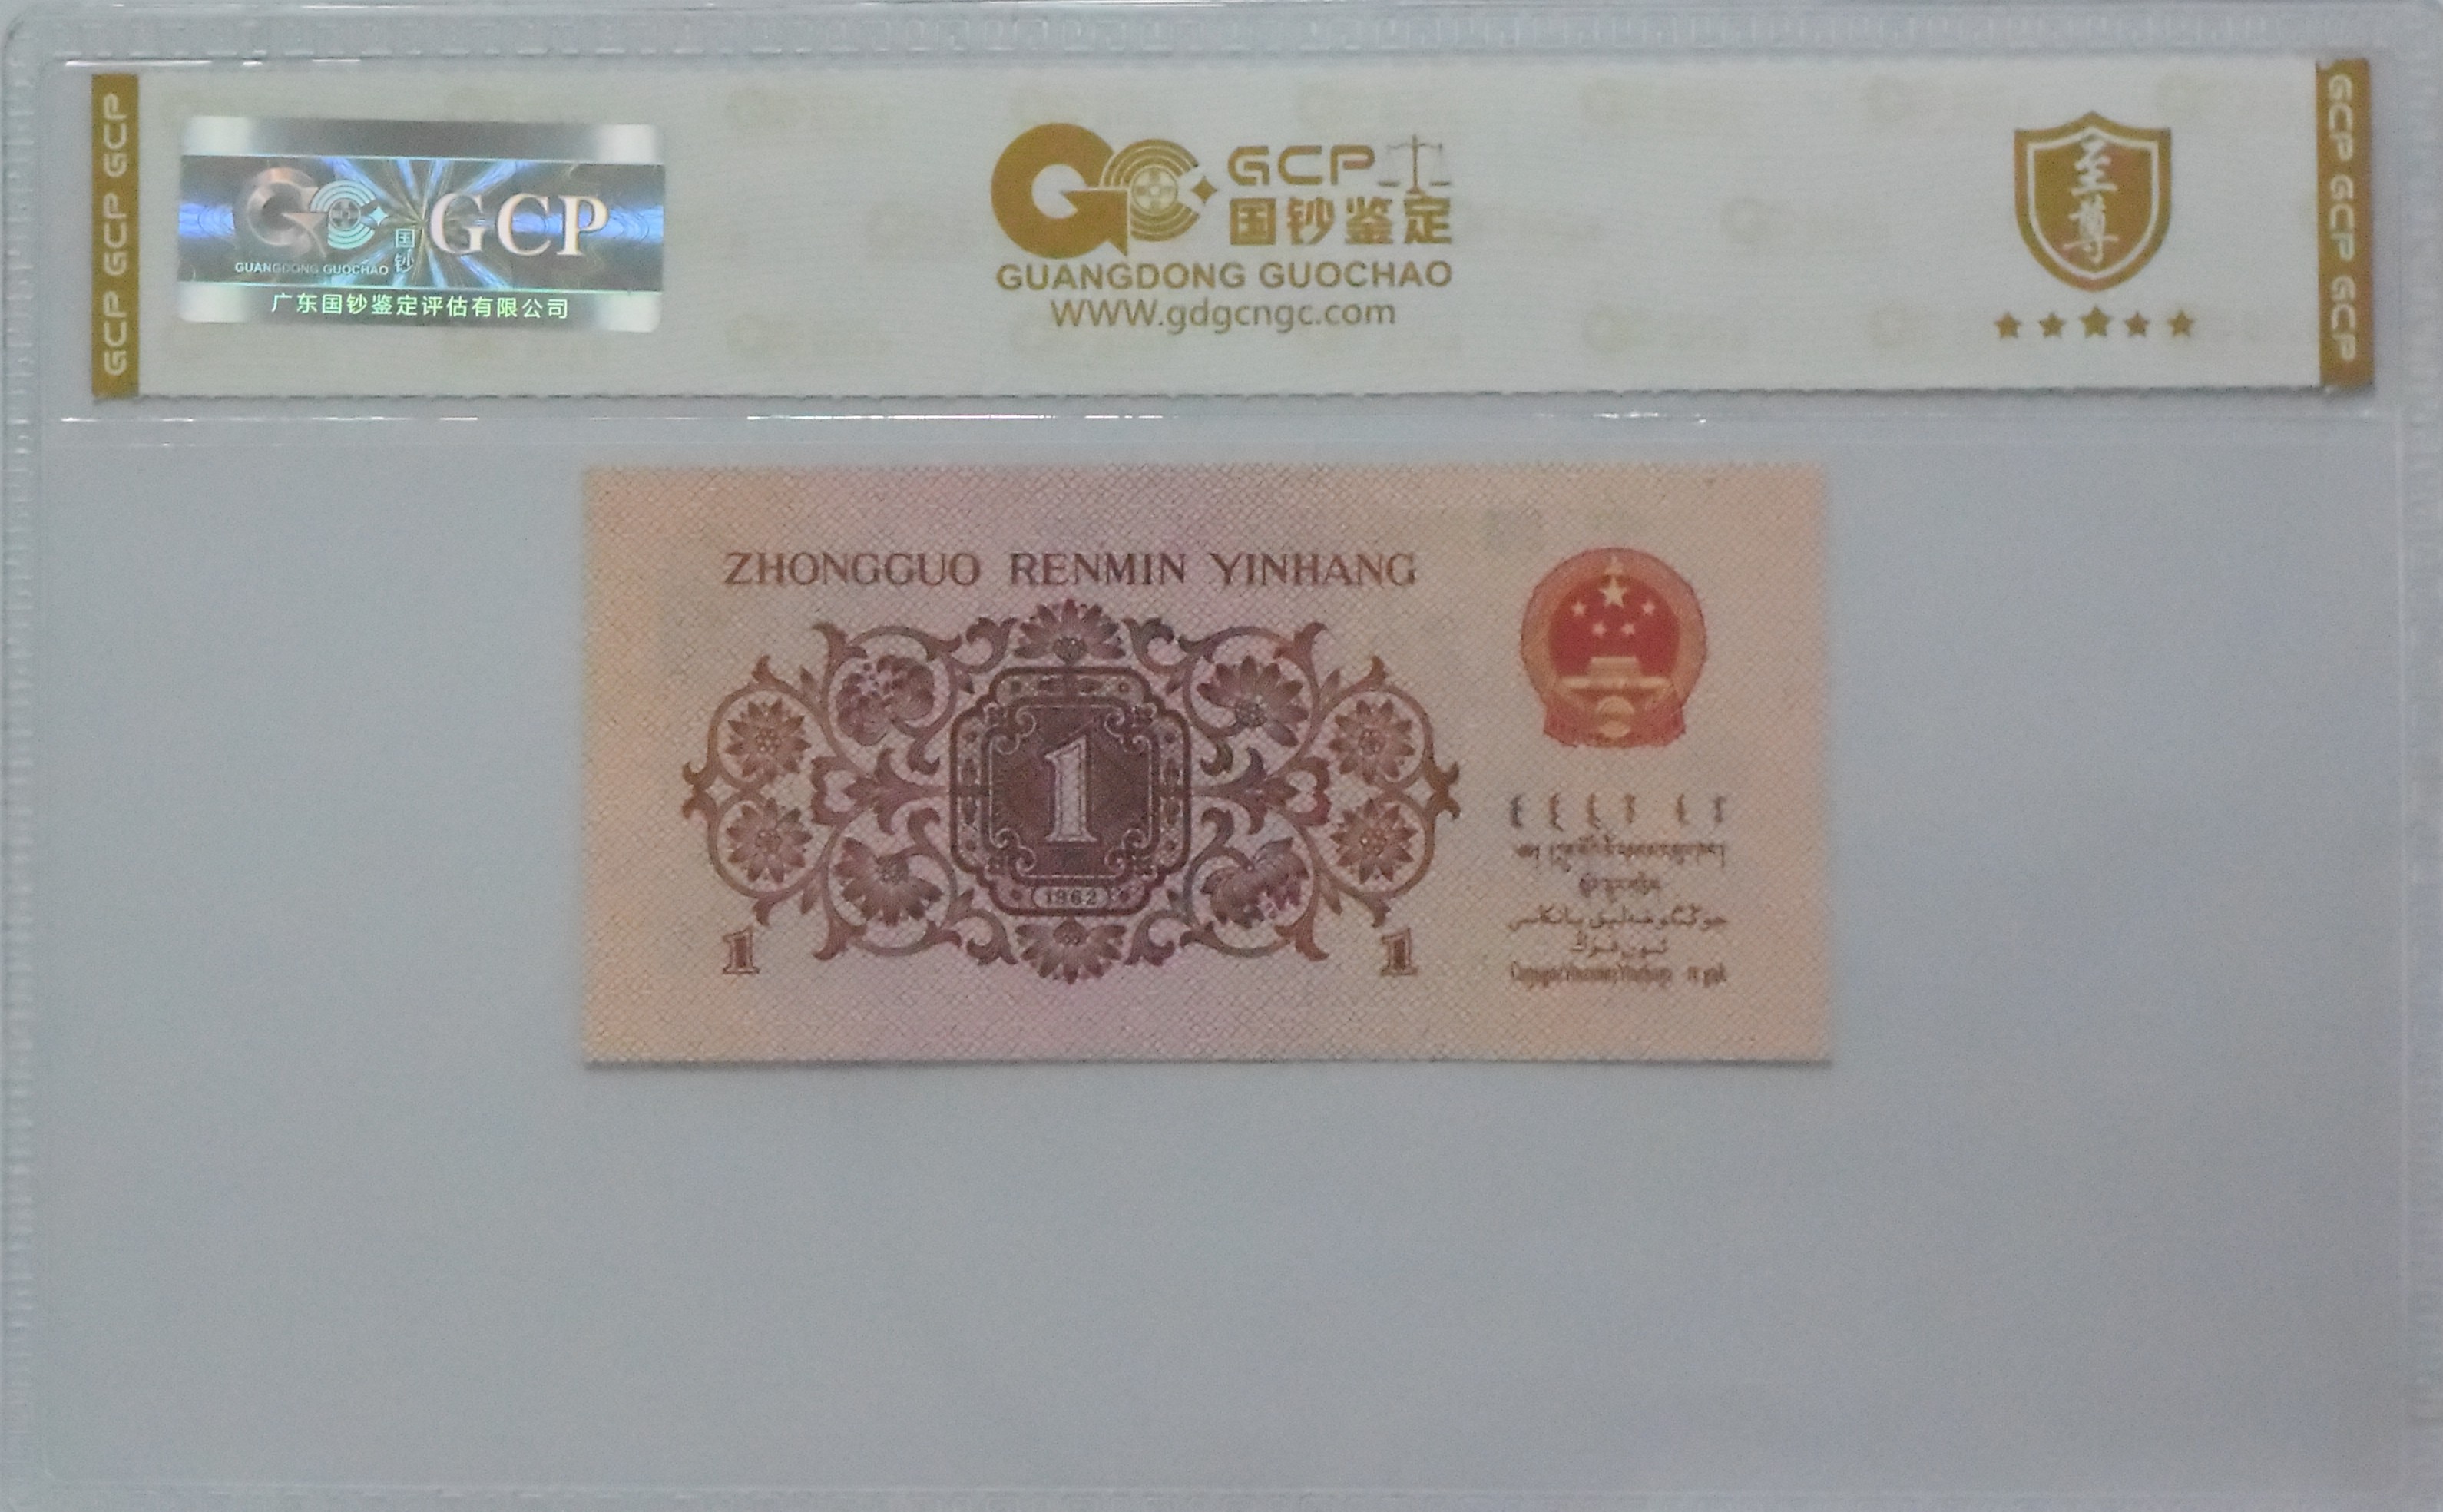 GCP GCP GCP
GCP
国钞
GUANGDONG GUOCHAO
广东国钞鉴定评估有限公司
GCP
国钞鉴定
GUANGDONG GUOCHAO
WWW.gdgcngc.com
至尊
GCP GCP GCP
ZHONGGUO RENMIN YINHANG
1
1962
1 1